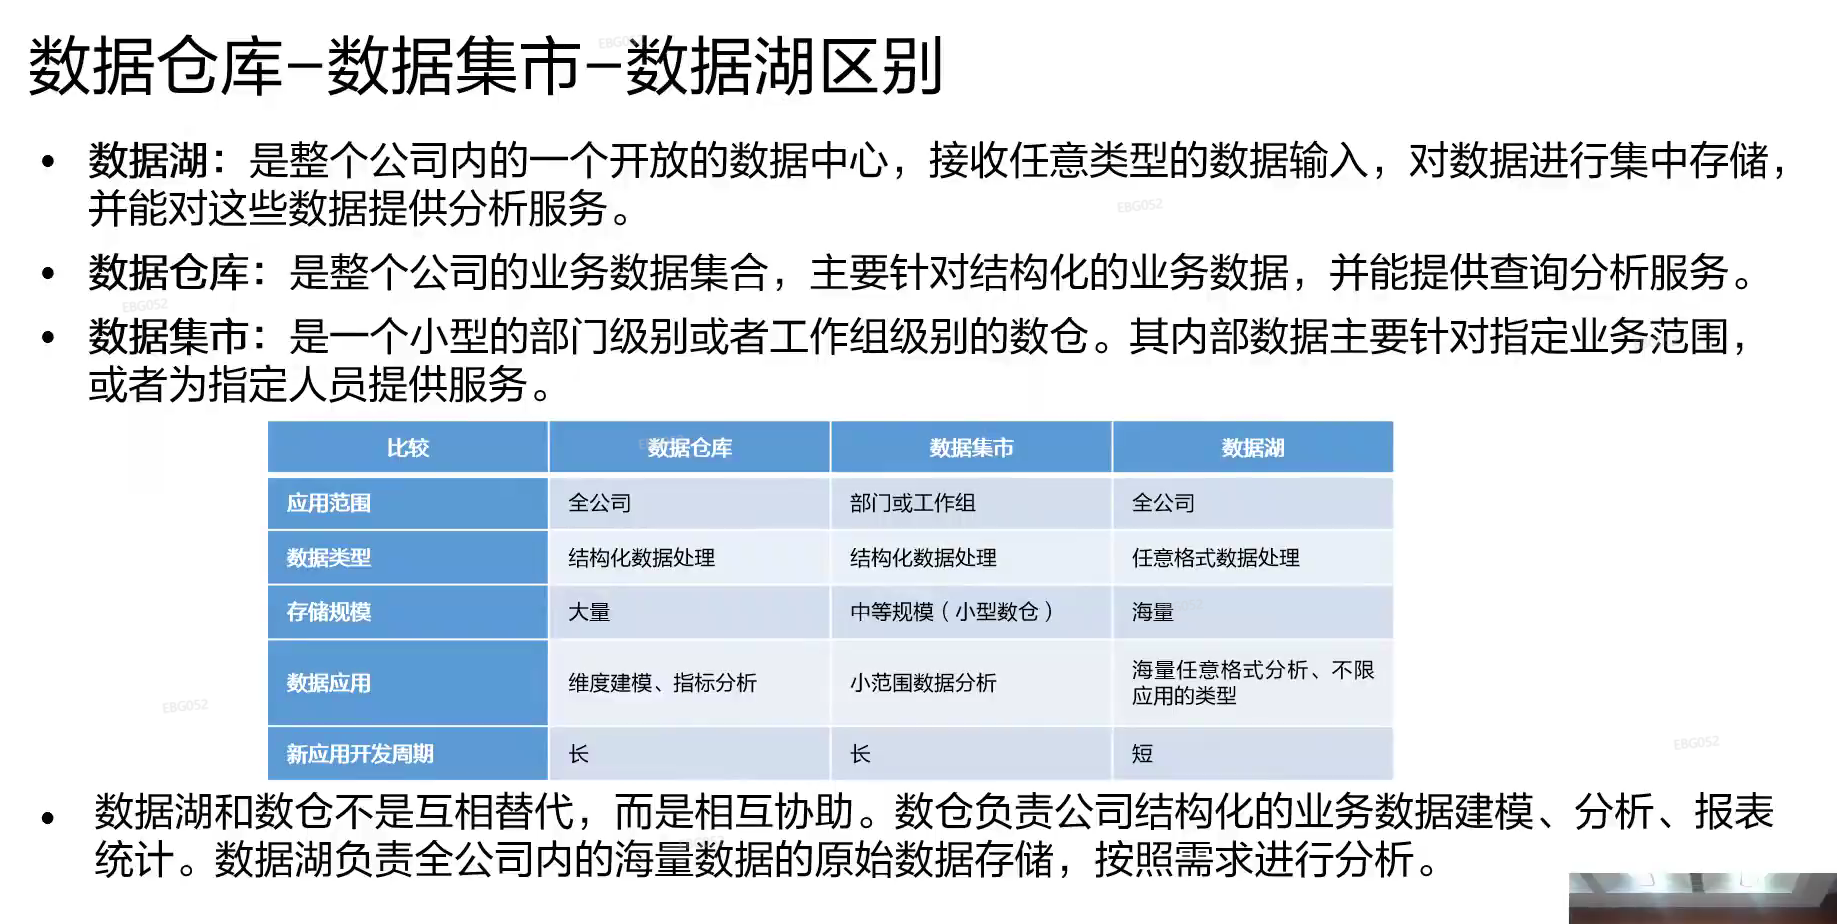 数据仓库–数据集市–数据湖区别
• 数据湖：是整个公司内的一个开放的数据中心，接收任意类型的数据输入，对数据进行集中存储，
并能对这些数据提供分析服务。
• 数据仓库：是整个公司的业务数据集合，主要针对结构化的业务数据，并能提供查询分析服务。
• 数据集市：是一个小型的部门级别或者工作组级别的数仓。其内部数据主要针对指定业务范围，
或者为指定人员提供服务。
比较 数据仓库 数据集市 数据湖
应用范围 全公司 部门或工作组 全公司
数据类型 结构化数据处理 结构化数据处理 任意格式数据处理
存储规模 大量 中等规模（小型数仓） 海量
数据应用 维度建模、指标分析 小范围数据分析 海量任意格式分析、不限
应用的类型
新应用开发周期 长 长 短
• 数据湖和数仓不是互相替代，而是相互协助。数仓负责公司结构化的业务数据建模、分析、报表
统计。数据湖负责全公司内的海量数据的原始数据存储，按照需求进行分析。
EBG052
EBG052
EBG052
EBG052